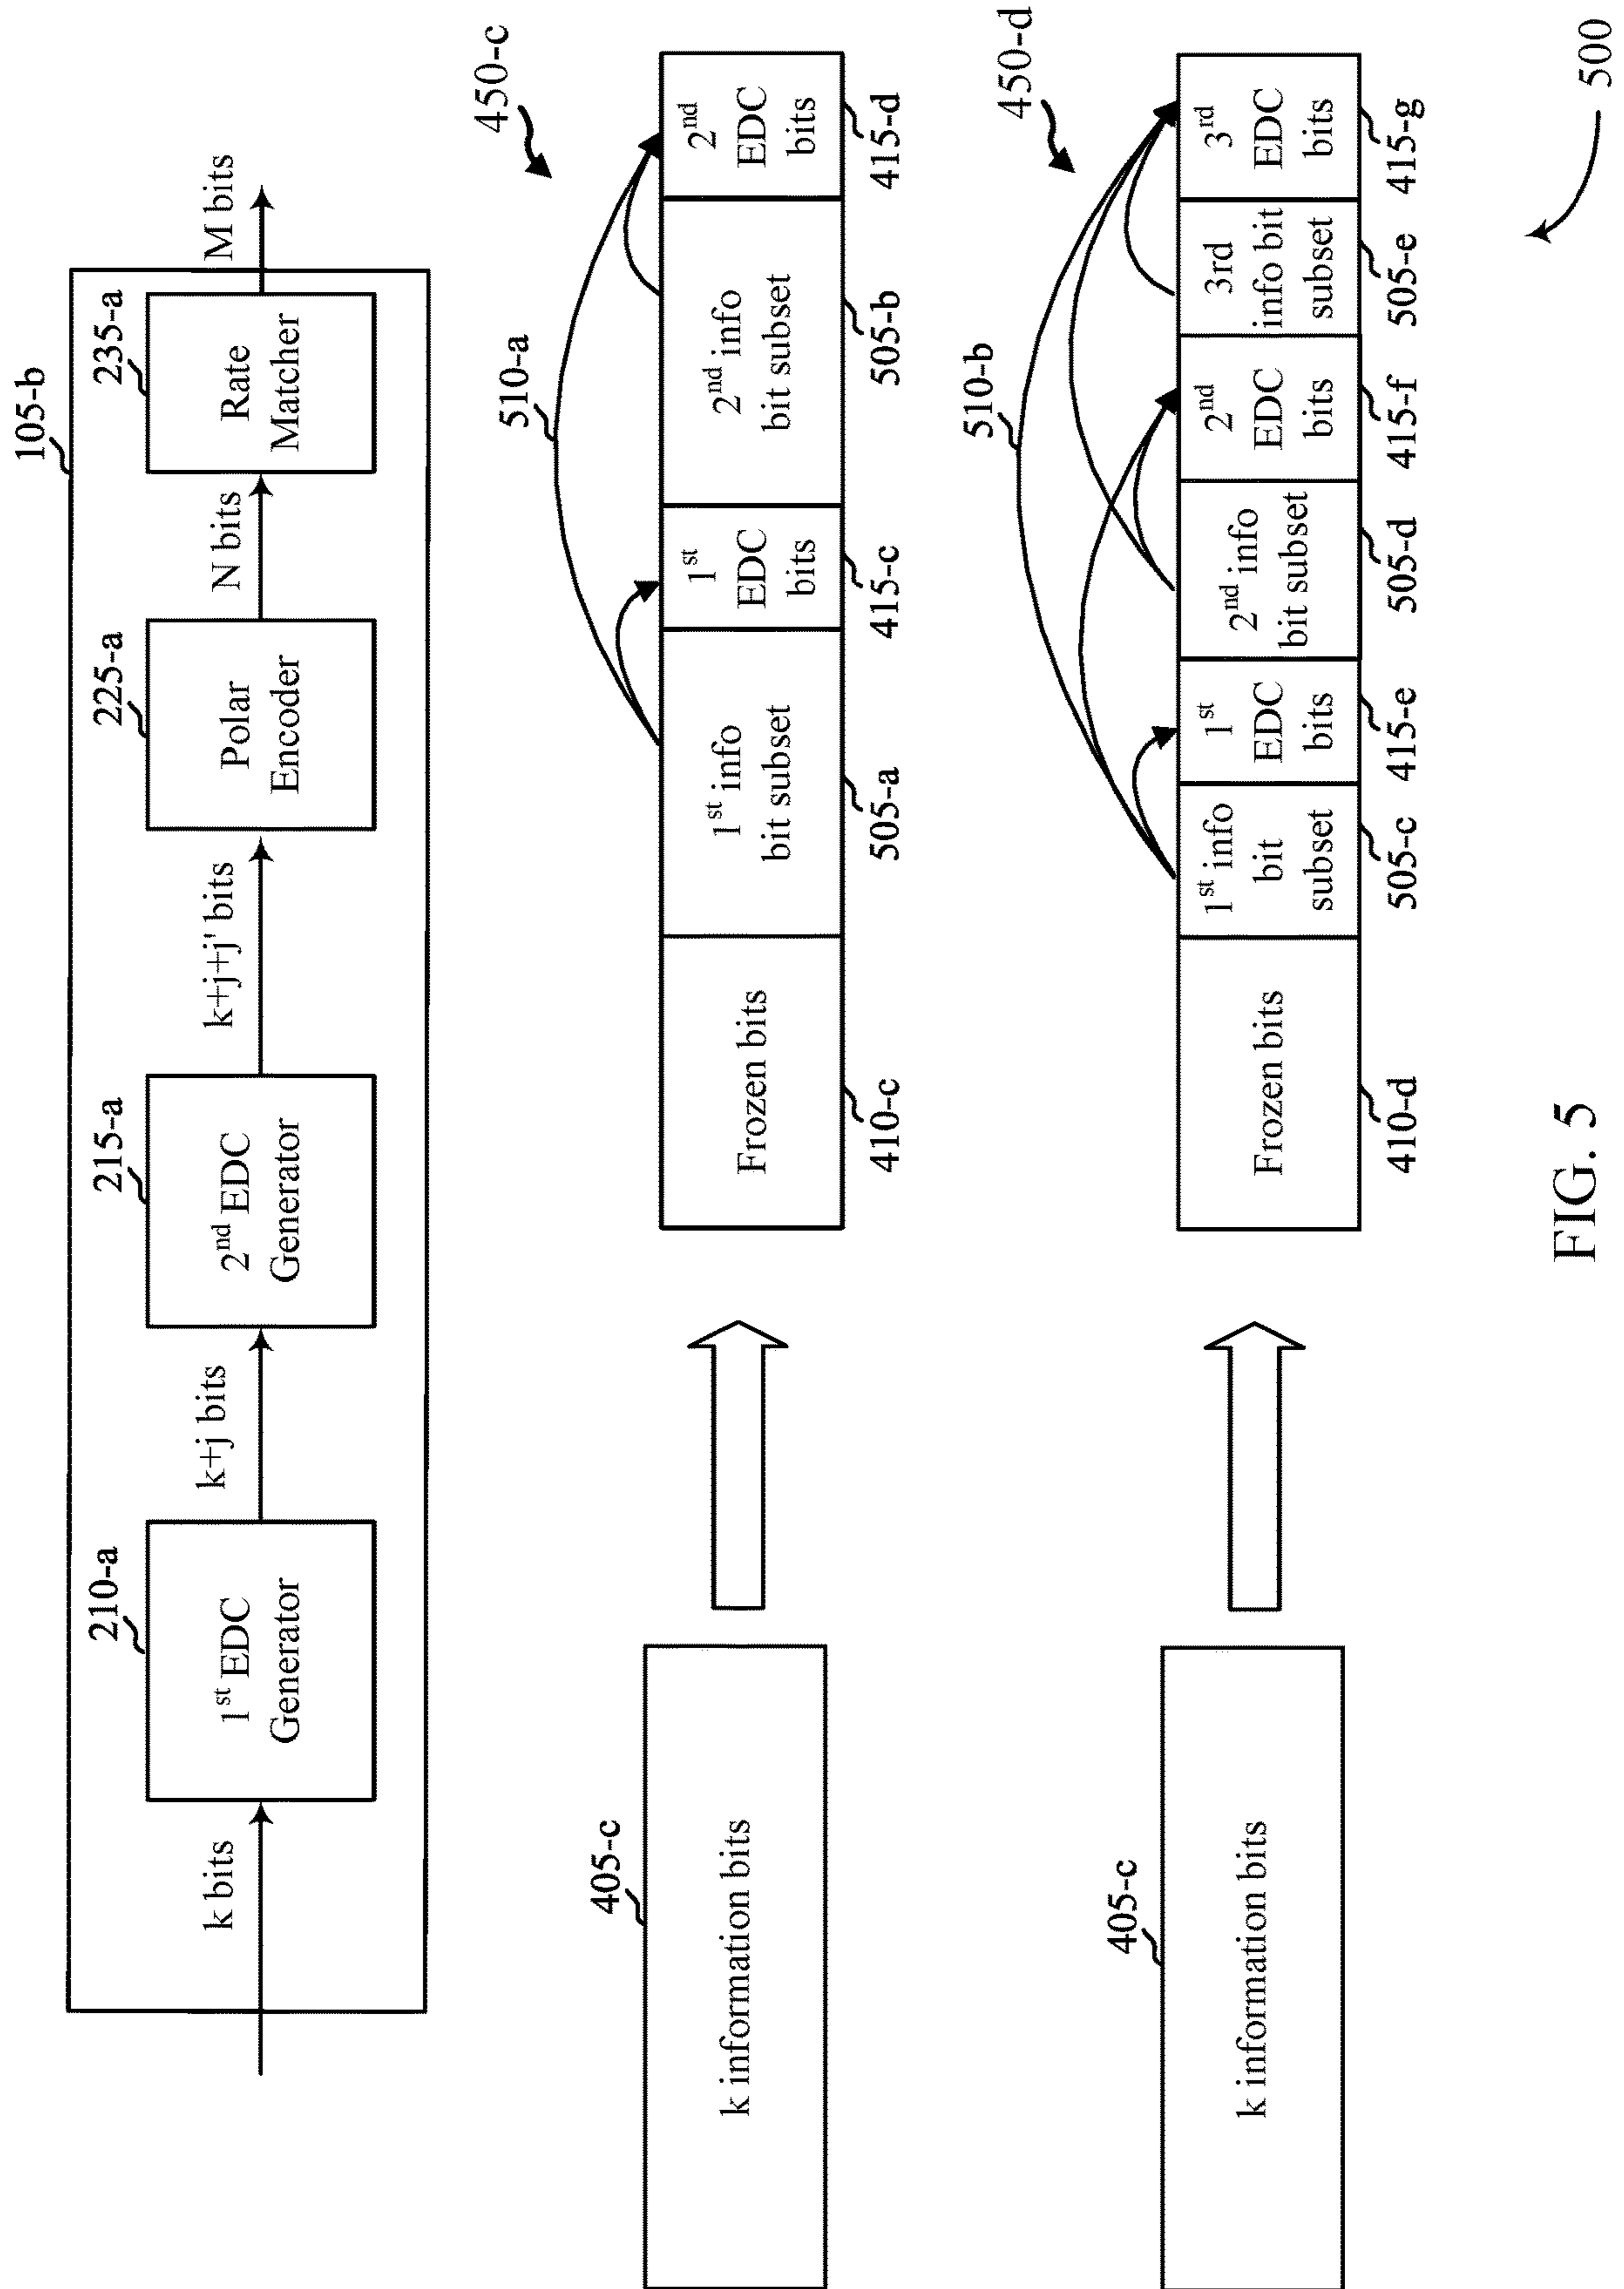 105-b
210-a
215-a
225-a
235-a
k bits
1st EDC
Generator
k+j bits
2nd EDC
Generator
k+j+j' bits
Polar
Encoder
N bits
Rate
Matcher
M bits
405-c
k information bits
510-a
450-c
Frozen bits
1st info
bit subset
1st
EDC
bits
2nd info
bit subset
2nd
EDC
bits
410-c
505-a
415-c
505-b
415-d
405-c
k information bits
510-b
450-d
Frozen bits
1st info
bit
subset
1st
EDC
bits
2nd info
bit subset
2nd
EDC
bits
3rd
info bit
subset
3rd
EDC
bits
410-d
505-c
415-e
505-d
415-f
505-e
415-g
500
FIG. 5